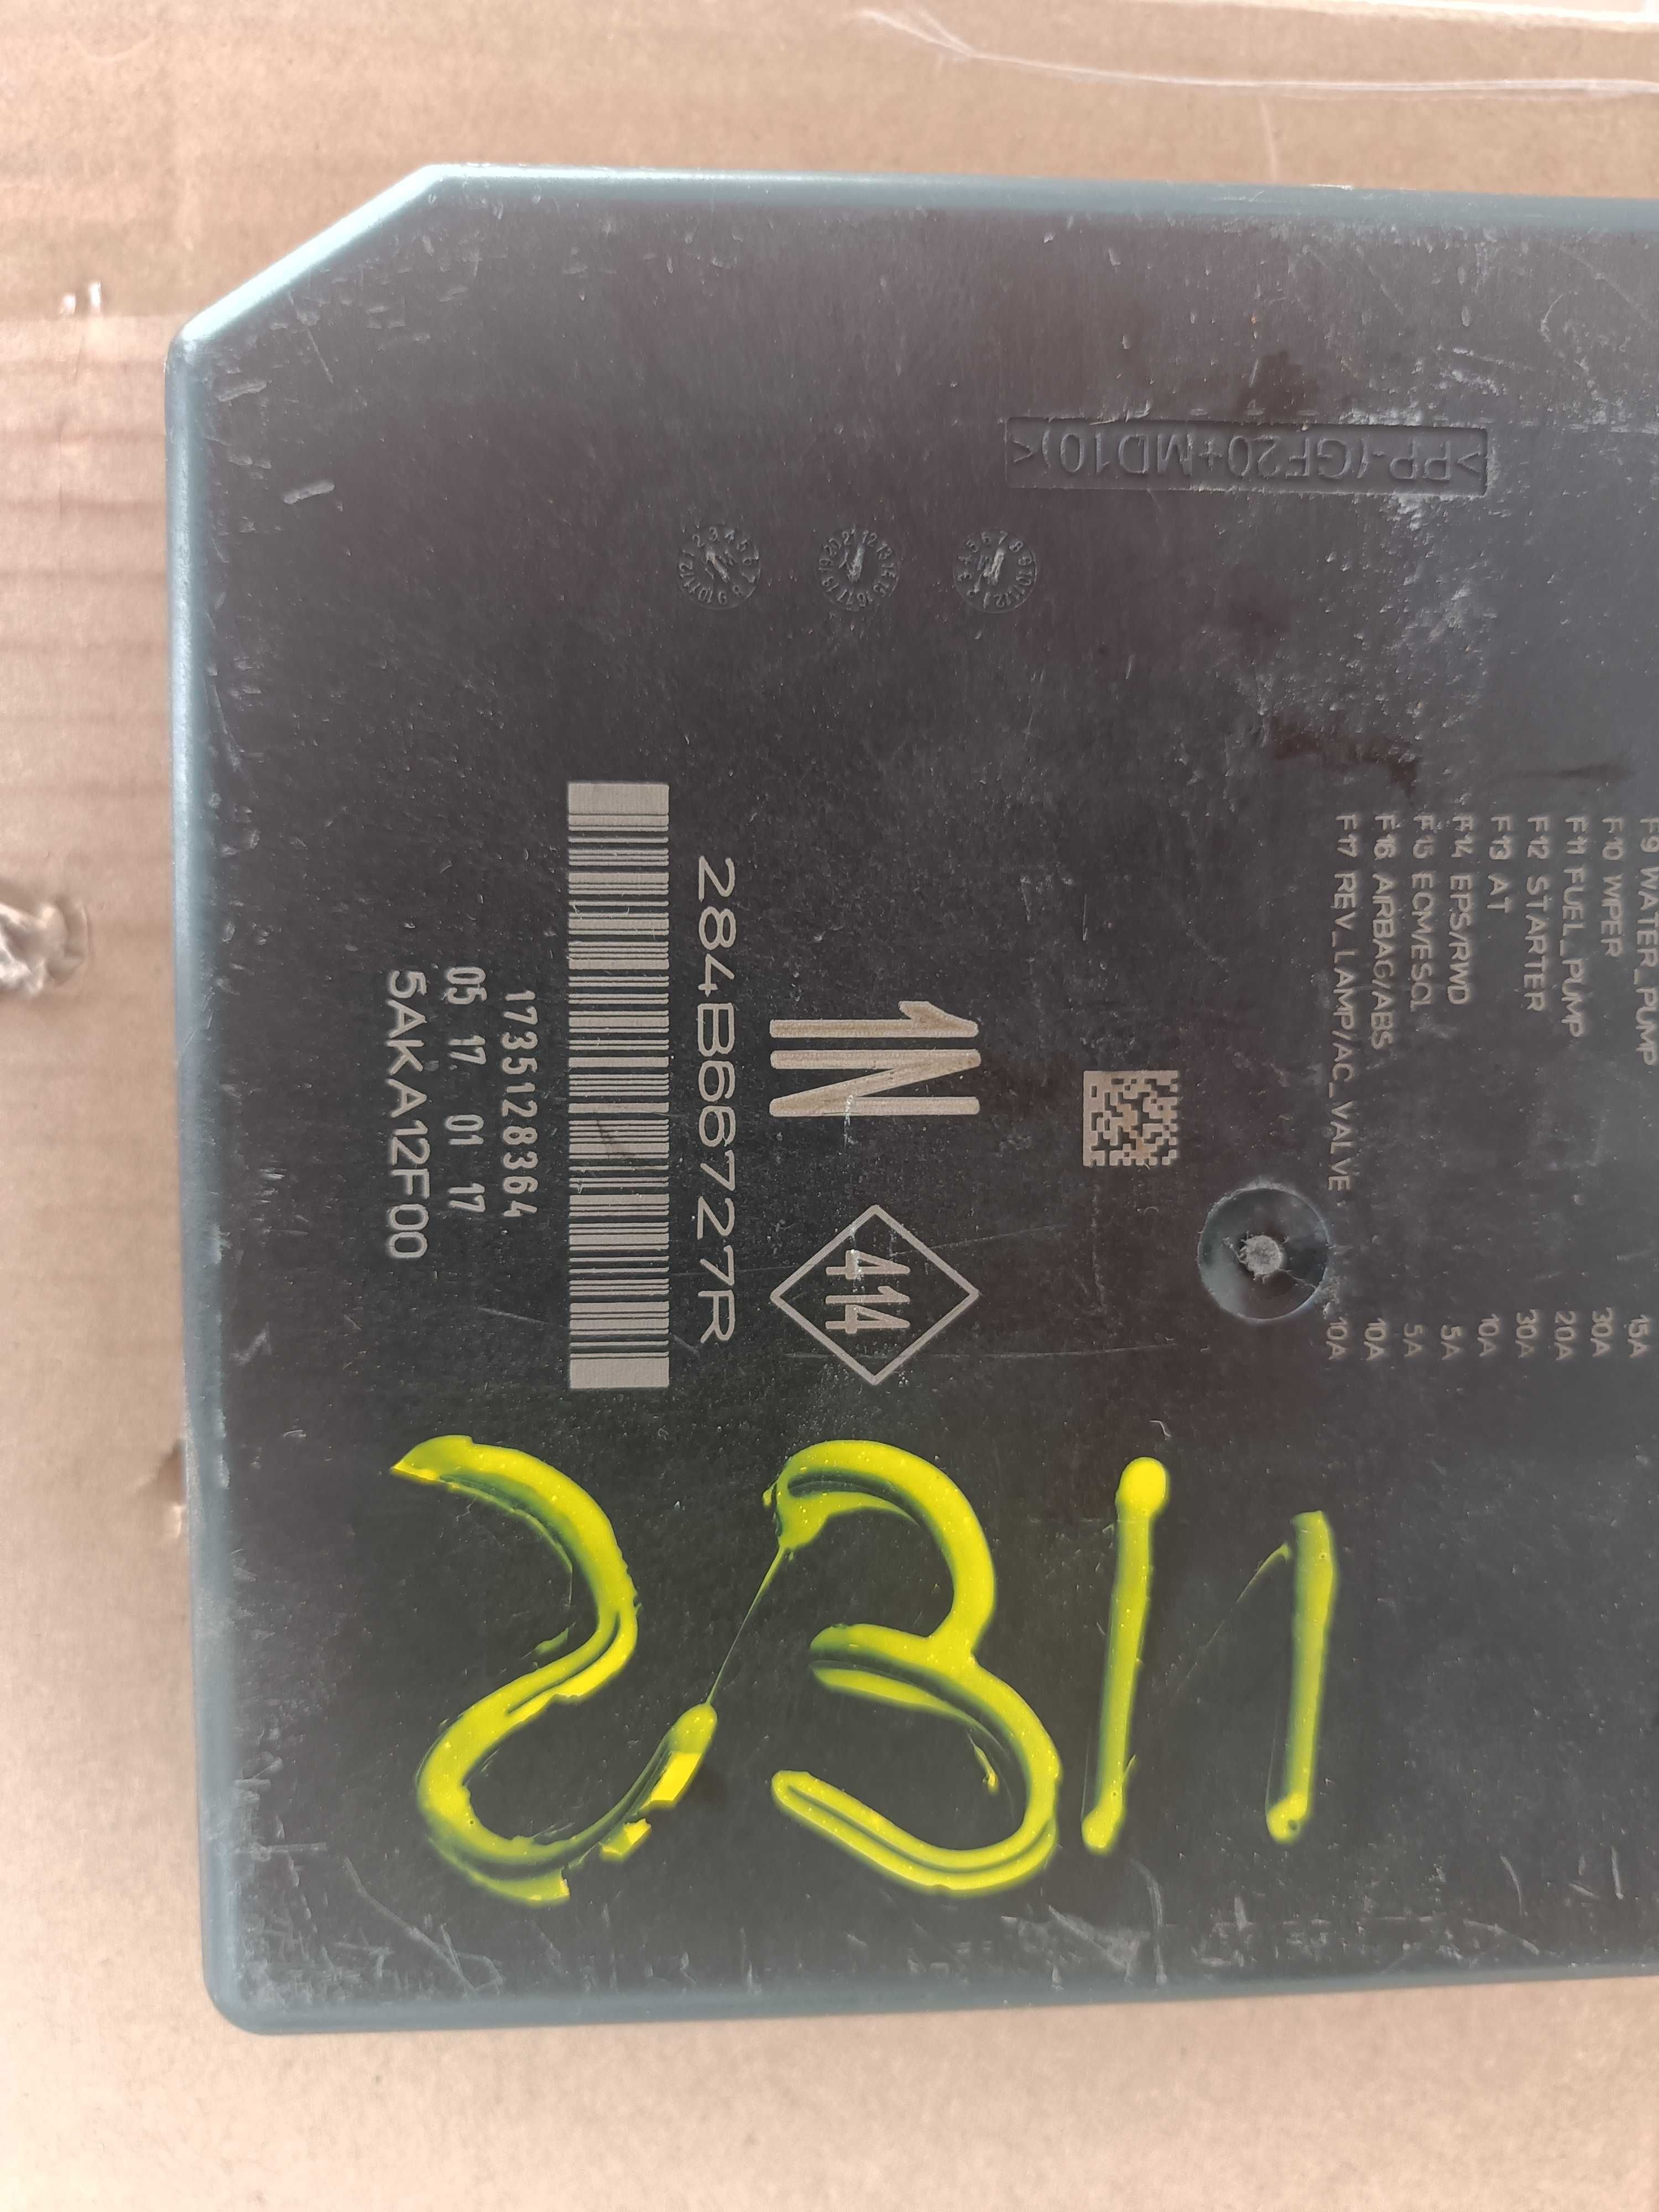 F9 WATER_PUMP 15A
F10 WIPER 30A
F11 FUEL_PUMP 20A
F12 STARTER 30A
F13 AT 10A
F14 EPS/RWD 5A
F15 ECM/ESCL 5A
F16 AIRBAG/ABS 10A
F17 REV_LAMP/AC_VALVE 10A
>PP-(GF20+MD10)<
1N 414
284B66727R
1735128364
05 17 01 17
5AKA12F00
2311